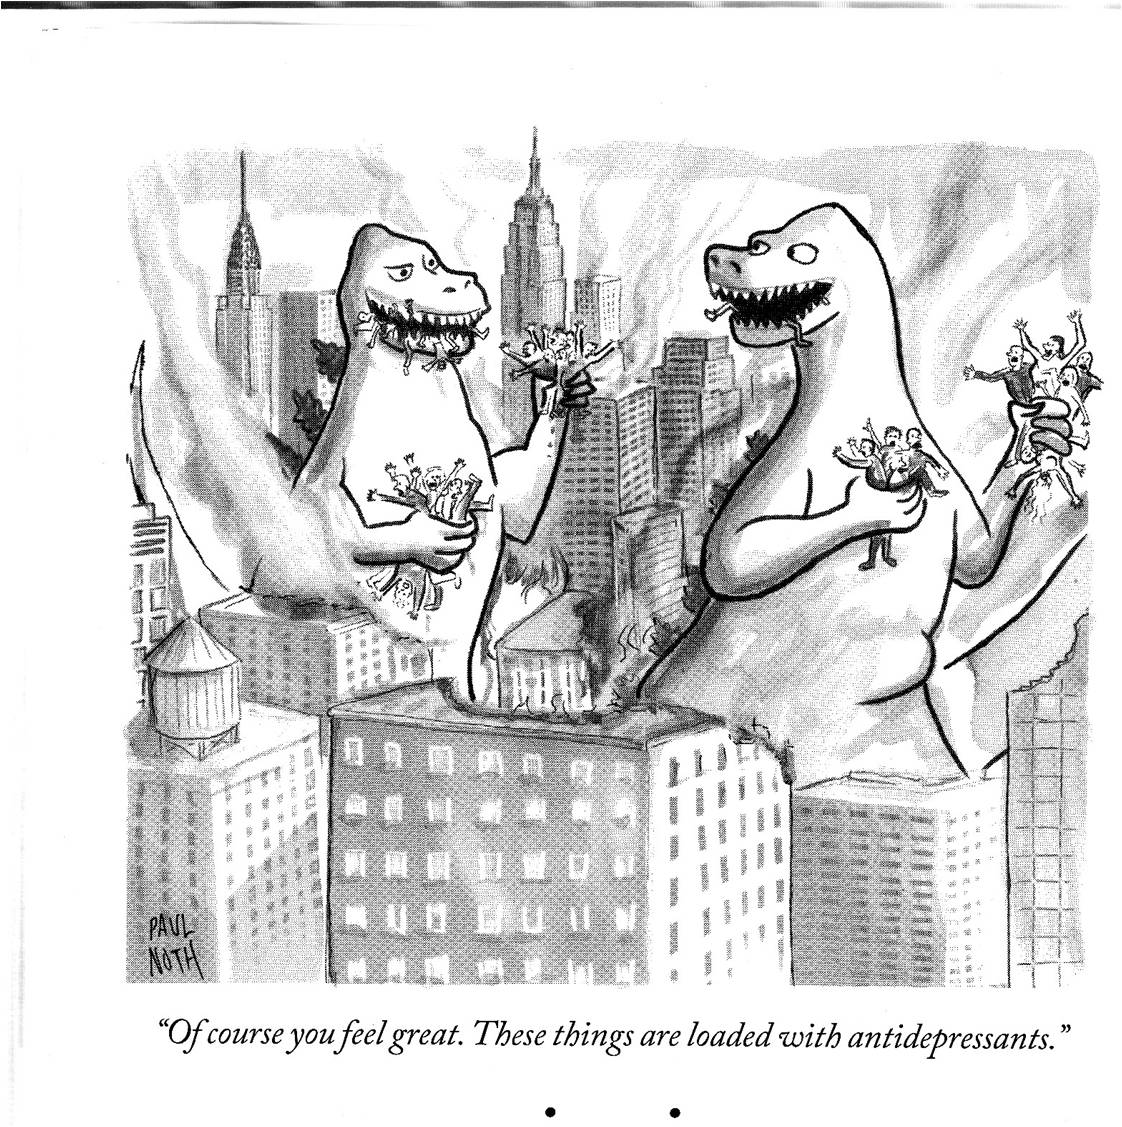 PAUL
NOTH
“Of course you feel great. These things are loaded with antidepressants.”